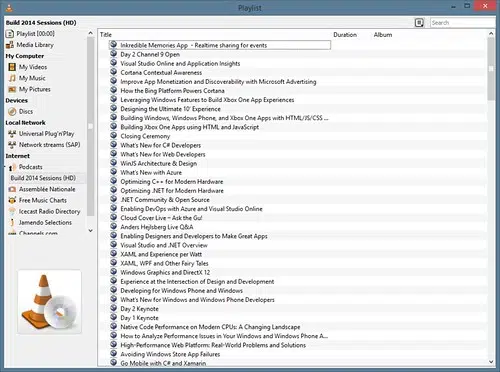 Playlist
Build 2014 Sessions (HD)
Search
Playlist [00:00]
Media Library
My Computer
My Videos
My Music
My Pictures
Devices
Discs
Local Network
Universal Plug'n'Play
Network streams (SAP)
Internet
Podcasts
Build 2014 Sessions (HD)
Assemblée Nationale
Free Music Charts
Icecast Radio Directory
Jamendo Selections
Channels.com
Title Duration Album
Inkredible Memories App - Realtime sharing for events
Day 2 Channel 9 Open
Visual Studio Online and Application Insights
Cortana Contextual Awareness
Improve App Monetization and Discoverability with Microsoft Advertising
How the Bing Platform Powers Cortana
Leveraging Windows Features to Build Xbox One App Experiences
Designing the Ultimate 10' Experience
Building Windows, Windows Phone, and Xbox One Apps with HTML/JS/CSS ...
Building Xbox One Apps using HTML and JavaScript
Closing Ceremony
What's New for C# Developers
What's New for Web Developers
WinJS Architecture & Design
What's New with Azure
Optimizing C++ for Modern Hardware
Optimizing .NET for Modern Hardware
.NET Community & Open Source
Enabling DevOps with Azure and Visual Studio Online
Cloud Cover Live – Ask the Gu!
Anders Hejlsberg Live Q&A
Enabling Designers and Developers to Make Great Apps
Visual Studio and .NET Overview
XAML and Experience per Watt
XAML, WPF and Other Fairy Tales
Windows Graphics and DirectX 12
Experience at the Intersection of Design and Development
Developing for Windows Phone and Windows
What's New for Windows and Windows Phone Developers
Day 2 Keynote
Day 1 Keynote
Native Code Performance on Modern CPUs: A Changing Landscape
How to Analyze Performance Issues in Your Windows and Windows Phone A...
High-Performance Web Platform: Real-World Problems and Solutions
Avoiding Windows Store App Failures
Go Mobile with C# and Xamarin